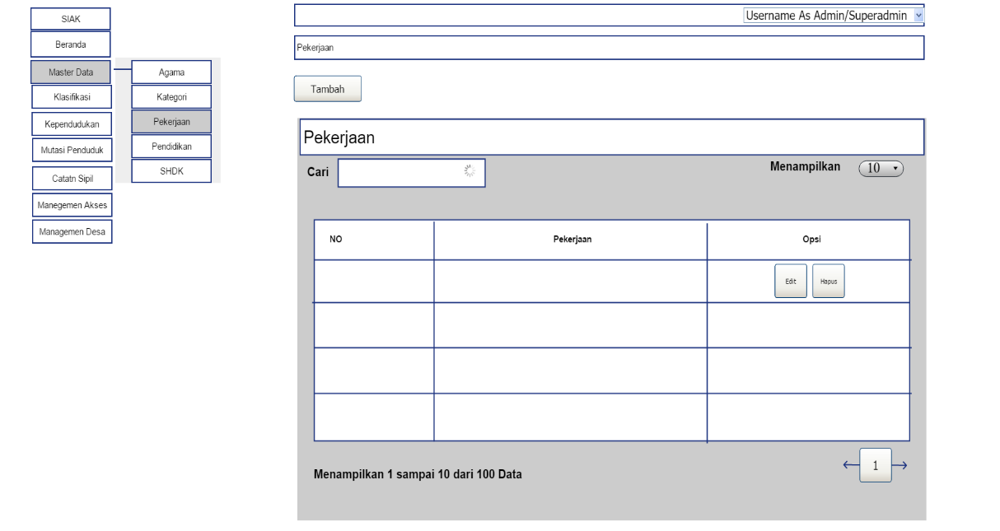 SIAK
Beranda
Master Data
Klasifikasi
Kependudukan
Mutasi Penduduk
Catatn Sipil
Manegemen Akses
Managemen Desa
Agama
Kategori
Pekerjaan
Pendidikan
SHDK
Username As Admin/Superadmin
Pekerjaan
Tambah
Pekerjaan
Cari
Menampilkan 10
NO Pekerjaan Opsi
Edit Hapus
Menampilkan 1 sampai 10 dari 100 Data
1